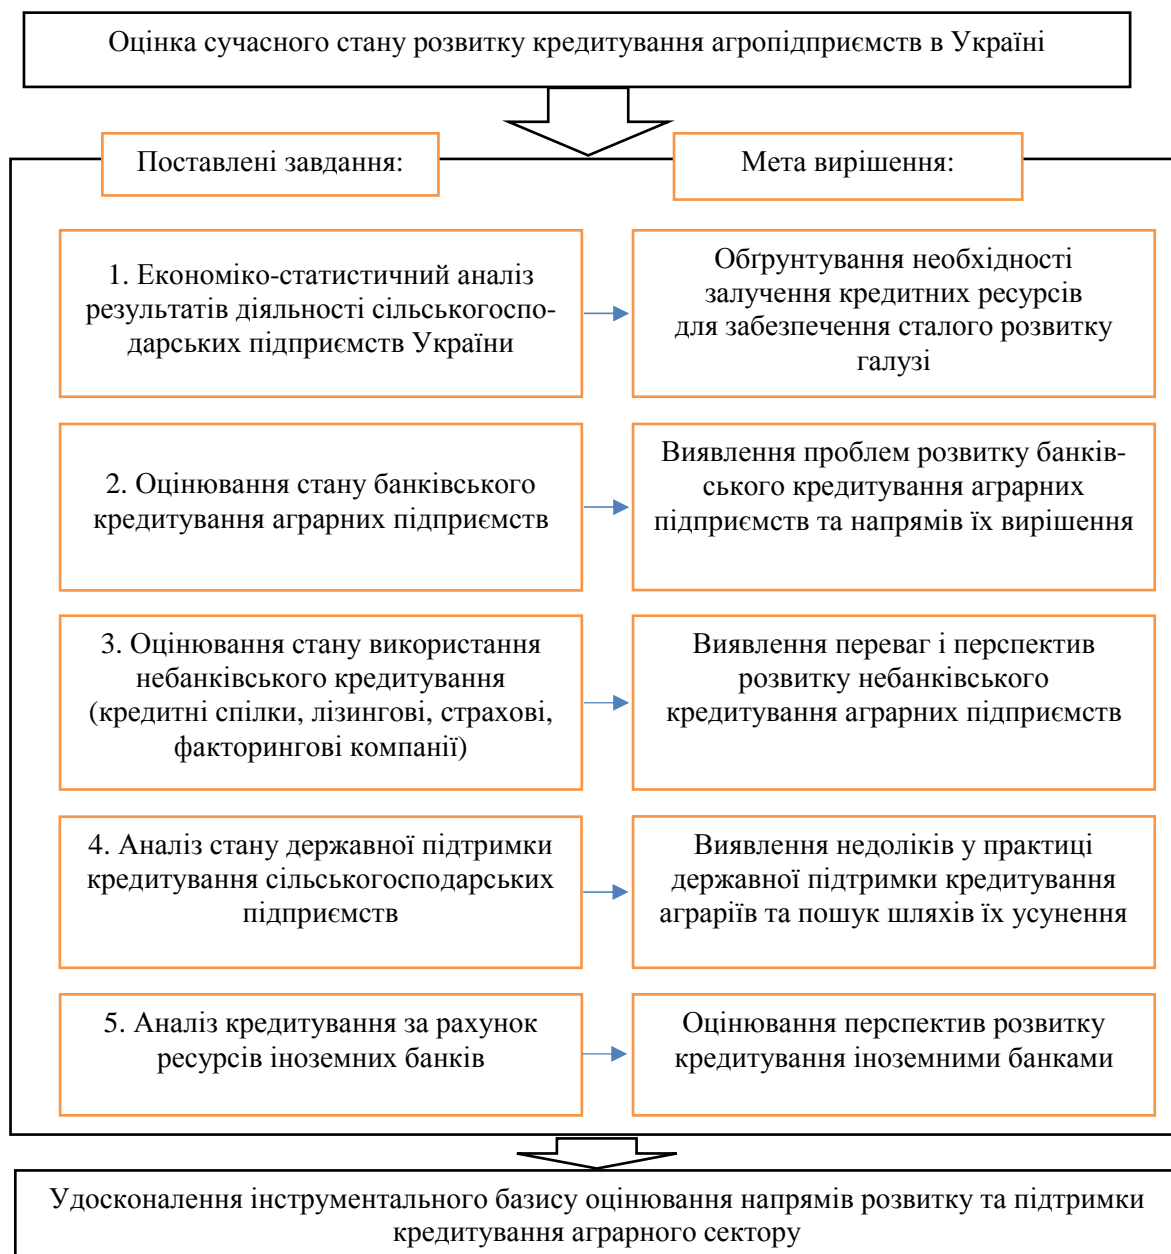 Оцінка сучасного стану розвитку кредитування агропідприємств в Україні
Поставлені завдання:
Мета вирішення:
1. Економіко-статистичний аналіз
результатів діяльності сільськогоспо-
дарських підприємств України
Обґрунтування необхідності
залучення кредитних ресурсів
для забезпечення сталого розвитку
галузі
2. Оцінювання стану банківського
кредитування аграрних підприємств
Виявлення проблем розвитку банків-
ського кредитування аграрних
підприємств та напрямів їх вирішення
3. Оцінювання стану використання
небанківського кредитування
(кредитні спілки, лізингові, страхові,
факторингові компанії)
Виявлення переваг і перспектив
розвитку небанківського
кредитування аграрних підприємств
4. Аналіз стану державної підтримки
кредитування сільськогосподарських
підприємств
Виявлення недоліків у практиці
державної підтримки кредитування
аграріїв та пошук шляхів їх усунення
5. Аналіз кредитування за рахунок
ресурсів іноземних банків
Оцінювання перспектив розвитку
кредитування іноземними банками
Удосконалення інструментального базису оцінювання напрямів розвитку та підтримки
кредитування аграрного сектору